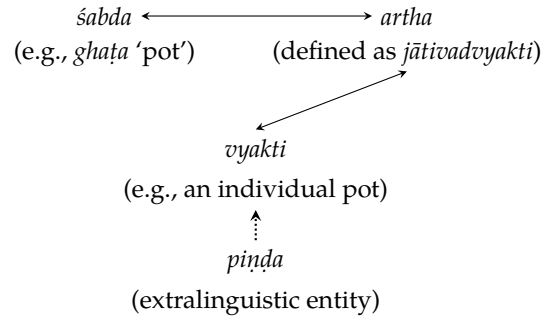 śabda artha
(e.g., ghaṭa ‘pot’) (defined as jātivadvyakti)
vyakti
(e.g., an individual pot)
piṇḍa
(extralinguistic entity)